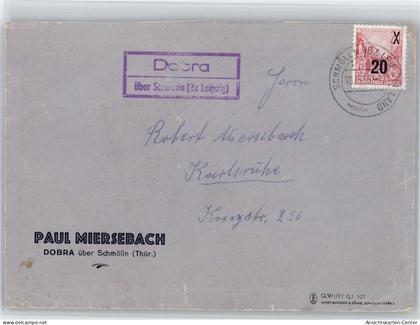 Dobra
über Schmölln (Bz Leipzig)
X
20
Herrn
Robert Miersebach
Karlsruhe
Kriegstr. 256
PAUL MIERSEBACH
DOBRA über Schmölln (Thür.)
Ansichtskarten-Center